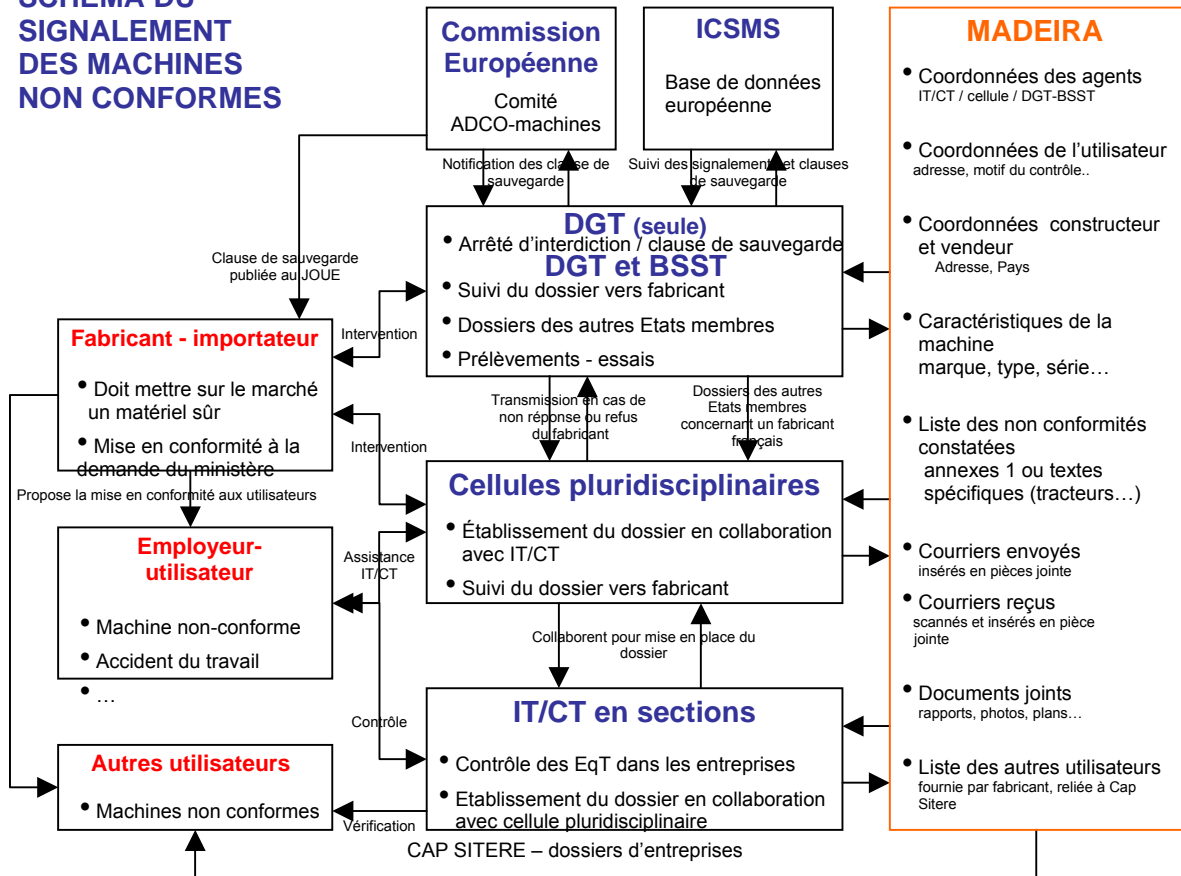 SCHÉMA DU
SIGNALEMENT
DES MACHINES
NON CONFORMES
Commission
Européenne
Comité
ADCO-machines
ICSMS
Base de données
européenne
Notification des clause de
sauvegarde
Suivi des signalements et clauses
de sauvegarde
Clause de sauvegarde
publiée au JOUE
DGT (seule)
• Arrêté d'interdiction / clause de sauvegarde
DGT et BSST
• Suivi du dossier vers fabricant
• Dossiers des autres Etats membres
• Prélèvements - essais
Intervention
Fabricant - importateur
• Doit mettre sur le marché
un matériel sûr
• Mise en conformité à la
demande du ministère
Intervention
Transmission en cas de
non réponse ou refus
du fabricant
Dossiers des autres
Etats membres
concernant un fabricant
français
Propose la mise en conformité aux utilisateurs
Cellules pluridisciplinaires
• Établissement du dossier en collaboration
avec IT/CT
• Suivi du dossier vers fabricant
Employeur-
utilisateur
• Machine non-conforme
• Accident du travail
• …
Assistance
IT/CT
Collaborent pour mise en place du
dossier
Contrôle
IT/CT en sections
• Contrôle des EqT dans les entreprises
• Etablissement du dossier en collaboration
avec cellule pluridisciplinaire
Autres utilisateurs
• Machines non conformes
Vérification
CAP SITERE – dossiers d'entreprises
MADEIRA
• Coordonnées des agents
IT/CT / cellule / DGT-BSST
• Coordonnées de l'utilisateur
adresse, motif du contrôle..
• Coordonnées constructeur
et vendeur
Adresse, Pays
• Caractéristiques de la
machine
marque, type, série…
• Liste des non conformités
constatées
annexes 1 ou textes
spécifiques (tracteurs…)
• Courriers envoyés
insérés en pièces jointe
• Courriers reçus
scannés et insérés en pièce
jointe
• Documents joints
rapports, photos, plans…
• Liste des autres utilisateurs
fournie par fabricant, reliée à Cap
Sitere